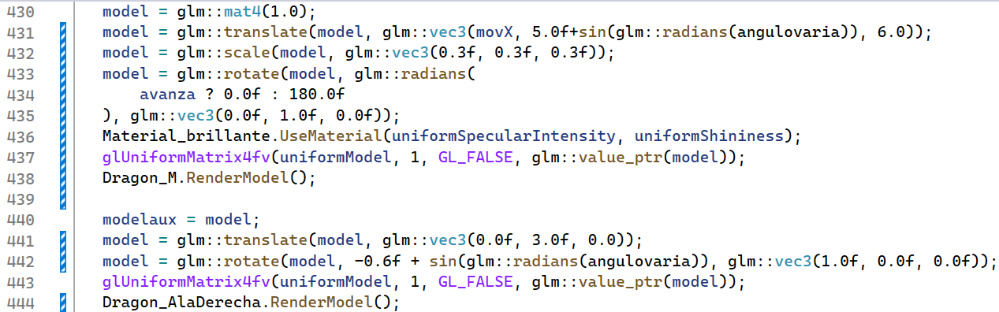 430 model = glm::mat4(1.0);
431 model = glm::translate(model, glm::vec3(movX, 5.0f+sin(glm::radians(angulovaria)), 6.0));
432 model = glm::scale(model, glm::vec3(0.3f, 0.3f, 0.3f));
433 model = glm::rotate(model, glm::radians(
434     avanza ? 0.0f : 180.0f
435 ), glm::vec3(0.0f, 1.0f, 0.0f));
436 Material_brillante.UseMaterial(uniformSpecularIntensity, uniformShininess);
437 glUniformMatrix4fv(uniformModel, 1, GL_FALSE, glm::value_ptr(model));
438 Dragon_M.RenderModel();
439
440 modelaux = model;
441 model = glm::translate(model, glm::vec3(0.0f, 3.0f, 0.0));
442 model = glm::rotate(model, -0.6f + sin(glm::radians(angulovaria)), glm::vec3(1.0f, 0.0f, 0.0f));
443 glUniformMatrix4fv(uniformModel, 1, GL_FALSE, glm::value_ptr(model));
444 Dragon_AlaDerecha.RenderModel();